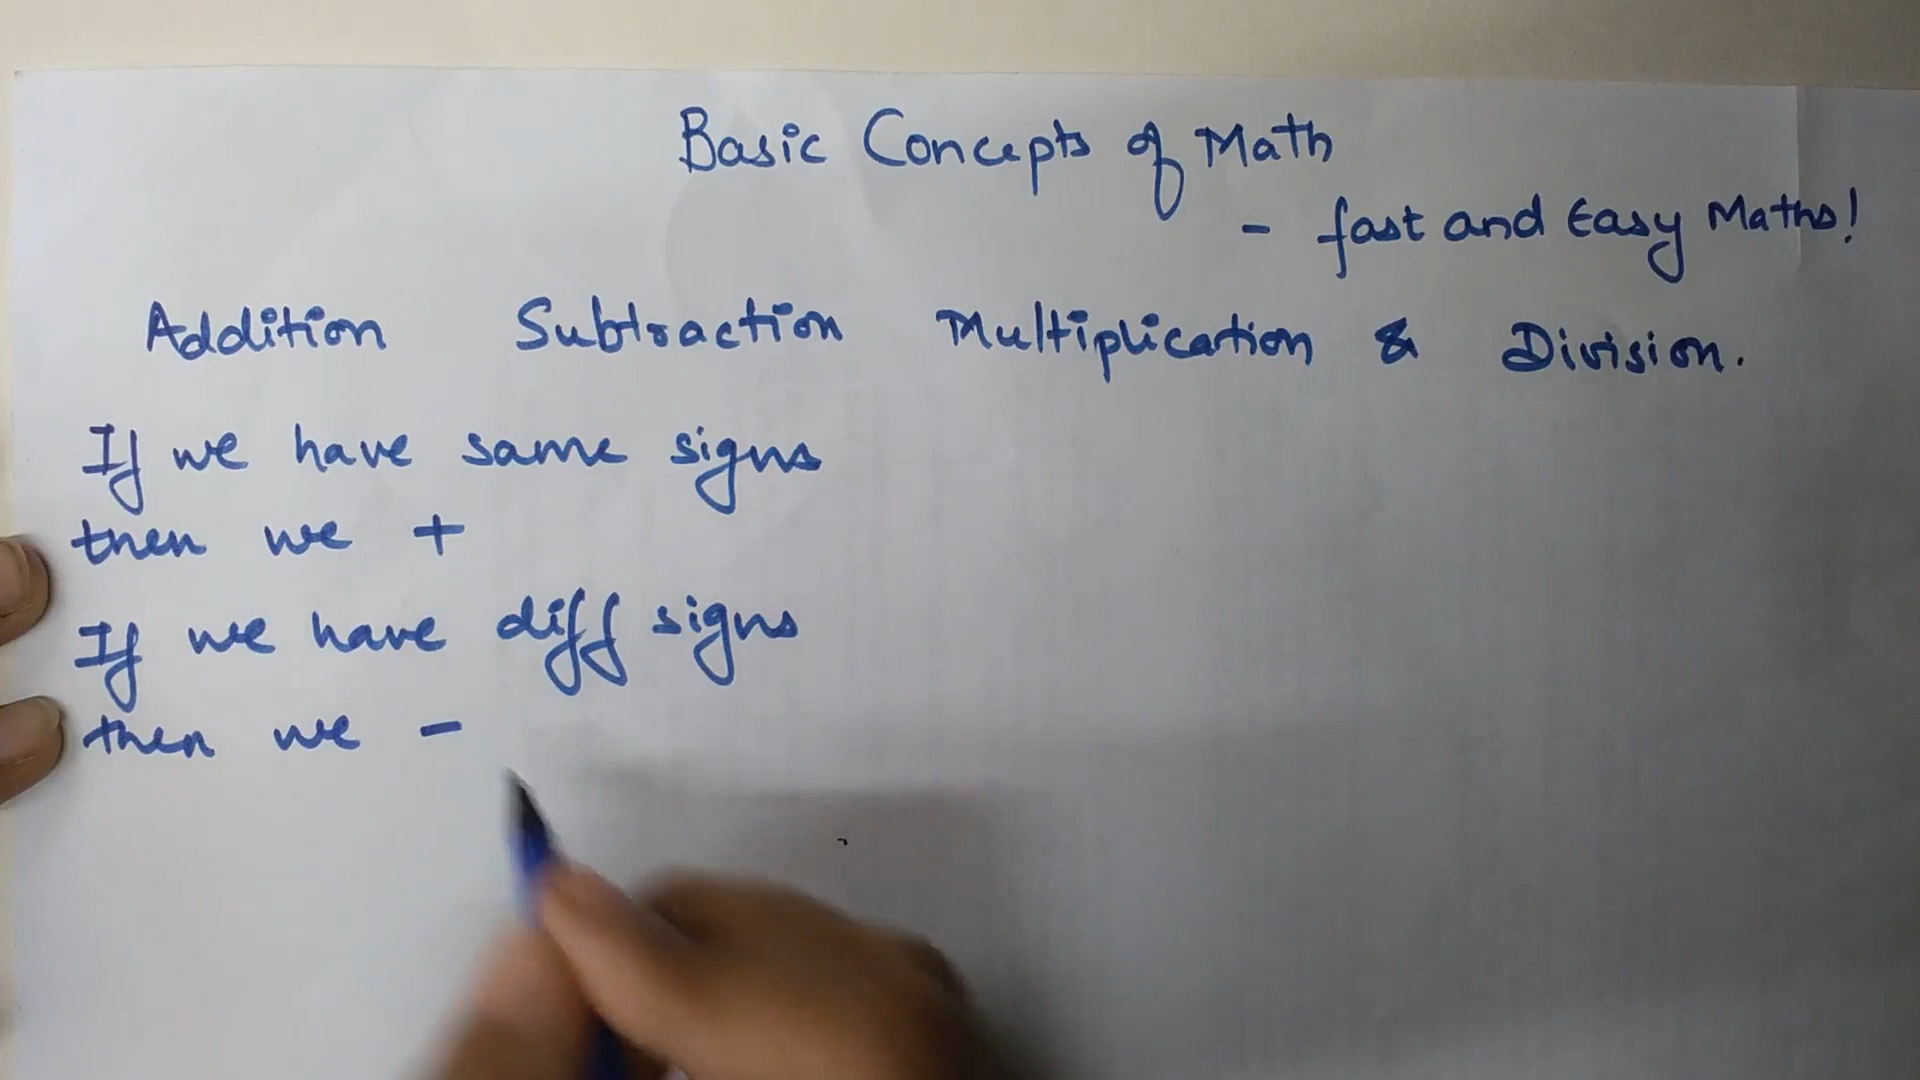 Basic Concepts of Math
- fast and Easy Maths!
Addition Subtraction Multiplication & Division.
If we have same signs
then we +
If we have diff signs
then we -